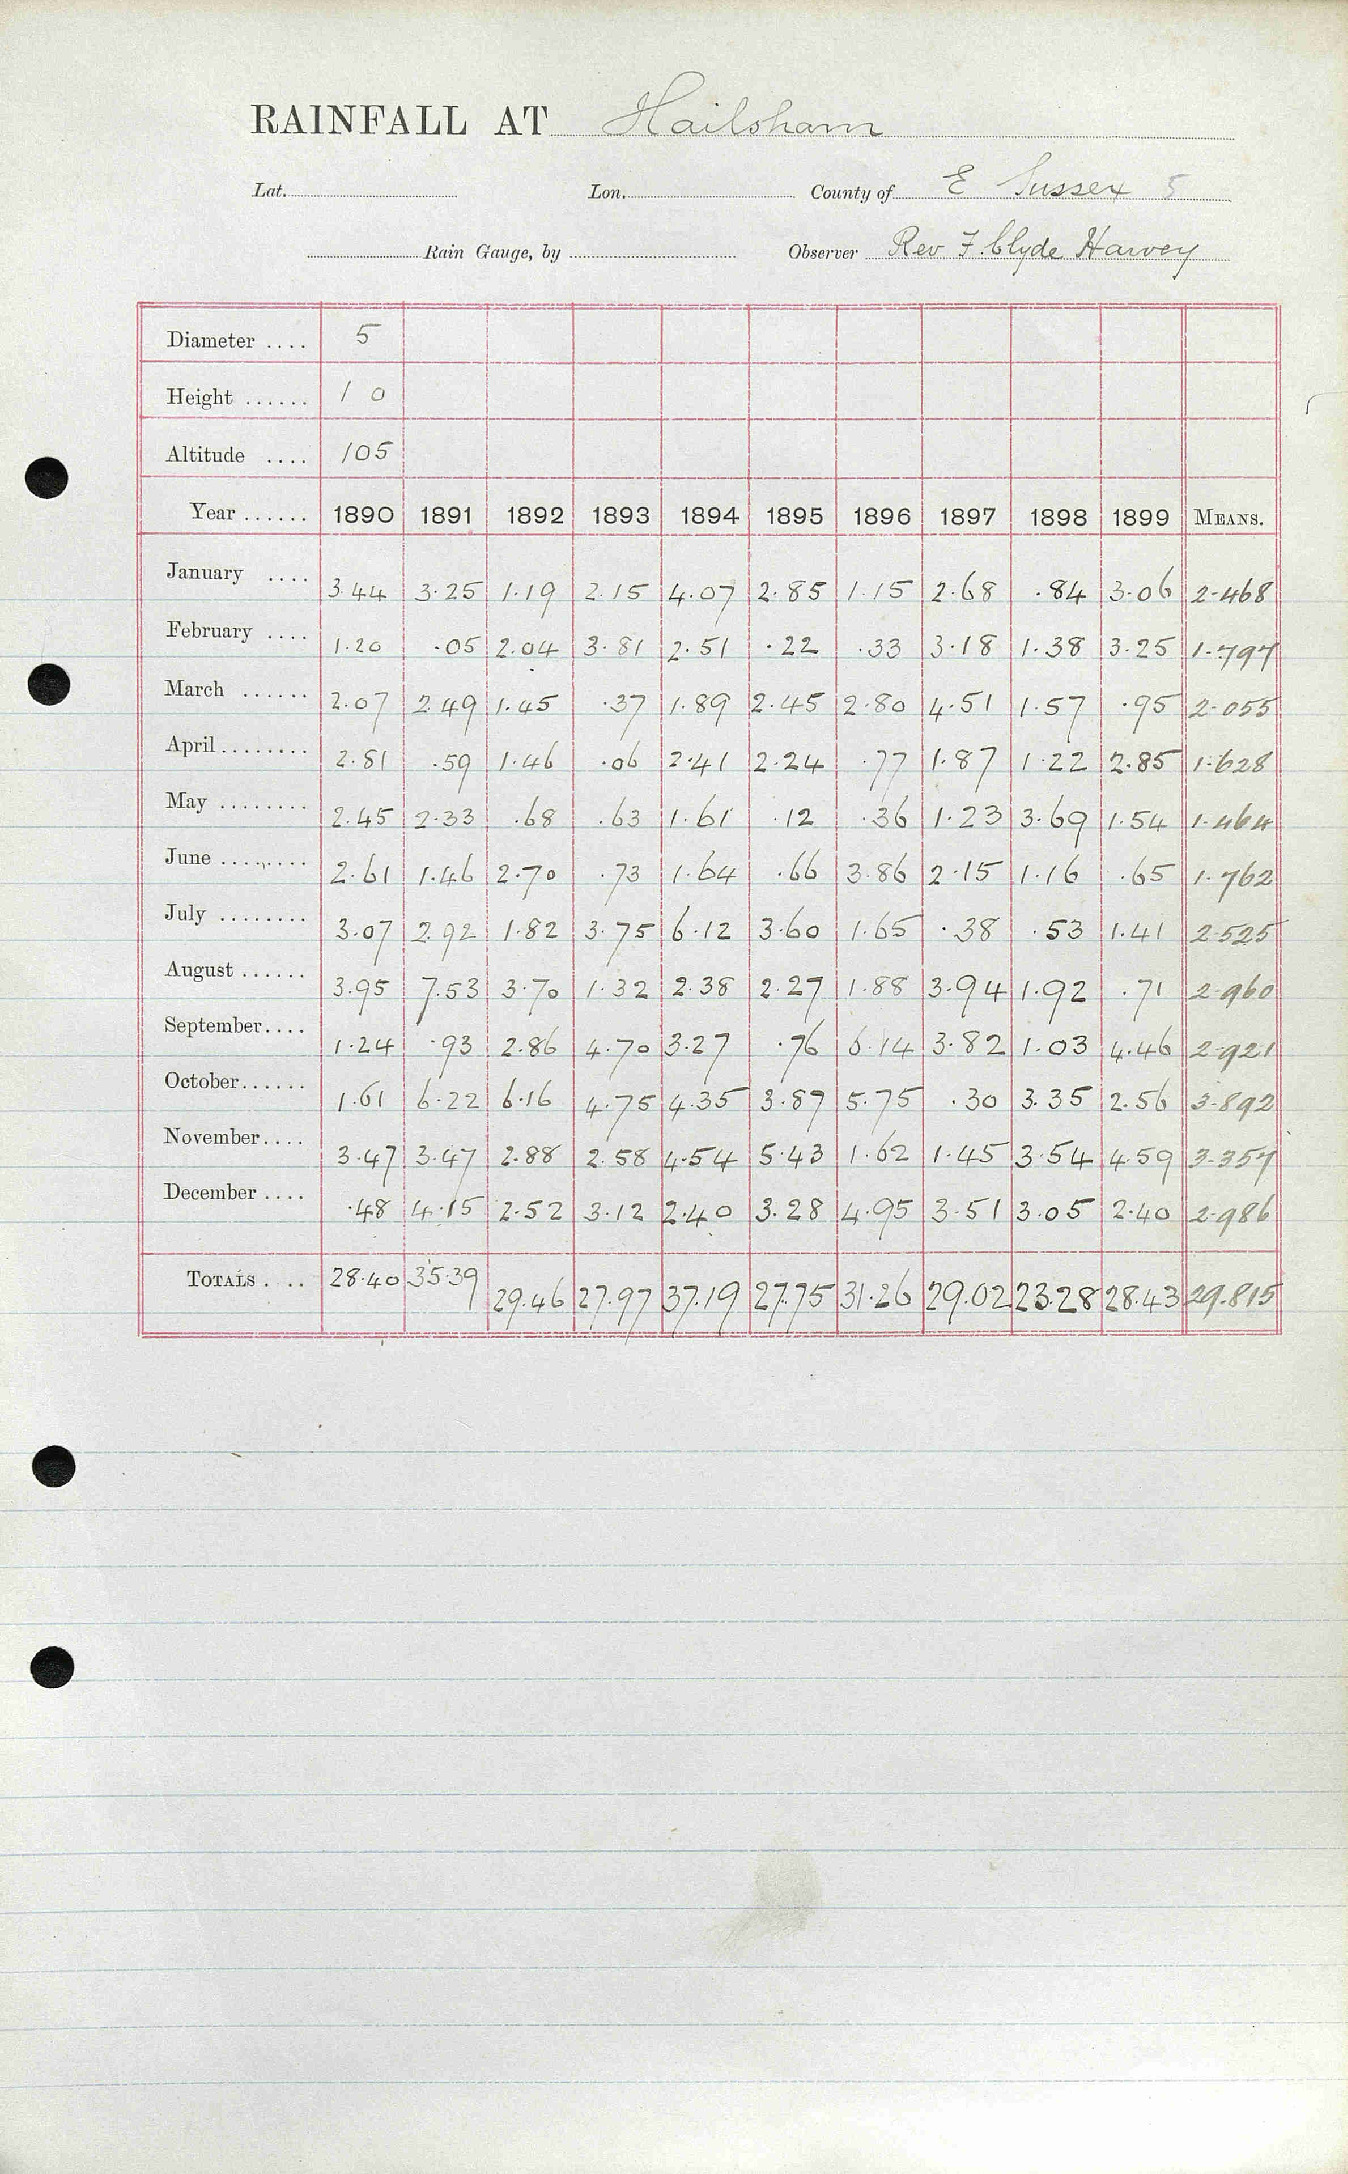 RAINFALL AT Hailsham
Lat. Lon. County of E Sussex 5
Rain Gauge, by Observer Rev F. Clyde Harvey
Diameter .... 5
Height ...... 1 0
Altitude .... 105
Year ...... 1890 1891 1892 1893 1894 1895 1896 1897 1898 1899 MEANS.
January .... 3.44 3.25 1.19 2.15 4.07 2.85 1.15 2.68 .84 3.06 2.468
February .... 1.20 .05 2.04 3.81 2.51 .22 .33 3.18 1.38 3.25 1.797
March ...... 2.07 2.49 1.45 .37 1.89 2.45 2.80 4.51 1.57 .95 2.055
April ........ 2.81 .59 1.46 .06 2.41 2.24 .77 1.87 1.22 2.85 1.628
May ........ 2.45 2.33 .68 .63 1.61 .12 .36 1.23 3.69 1.54 1.464
June ........ 2.61 1.46 2.70 .73 1.64 .66 3.86 2.15 1.16 .65 1.762
July ........ 3.07 2.92 1.82 3.75 6.12 3.60 1.65 .38 .53 1.41 2.525
August ...... 3.95 7.53 3.70 1.32 2.38 2.27 1.88 3.94 1.92 .71 2.960
September .... 1.24 .93 2.86 4.70 3.27 .76 6.14 3.82 1.03 4.46 2.921
October ...... 1.61 6.22 6.16 4.75 4.35 3.87 5.75 .30 3.35 2.56 3.892
November .... 3.47 3.47 2.88 2.58 4.54 5.43 1.62 1.45 3.54 4.59 3.357
December .... .48 4.15 2.52 3.12 2.40 3.28 4.95 3.51 3.05 2.40 2.986
TOTALS .... 28.40 35.39 29.46 27.97 37.19 27.75 31.26 29.02 23.28 28.43 29.815